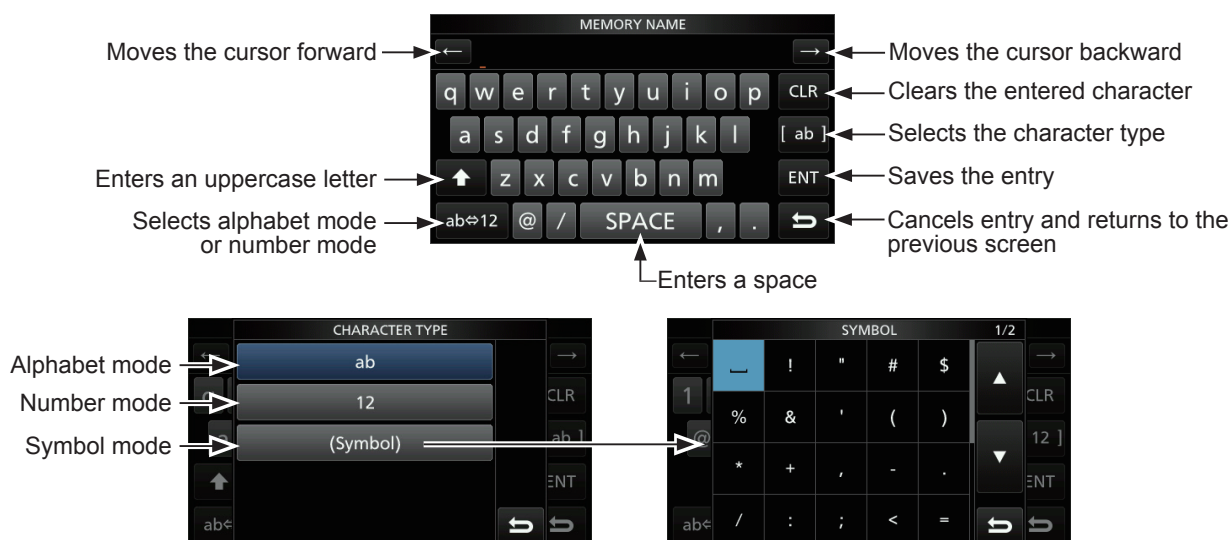 MEMORY NAME
Moves the cursor forward
←
→
Moves the cursor backward
q w e r t y u i o p
CLR
Clears the entered character
a s d f g h j k l
[ ab ]
Selects the character type
Enters an uppercase letter
z x c v b n m
ENT
Saves the entry
Selects alphabet mode
or number mode
ab⇔12 @ / SPACE , .
Cancels entry and returns to the
previous screen
Enters a space
CHARACTER TYPE
Alphabet mode
ab
→
Number mode
12
CLR
Symbol mode
(Symbol)
ab ]
ENT
ab⇔
SYMBOL
1/2
←
→
! " # $
▲
1
CLR
% & ' ( )
@
12 ]
* + , - .
▼
ENT
/ : ; < =
ab⇔